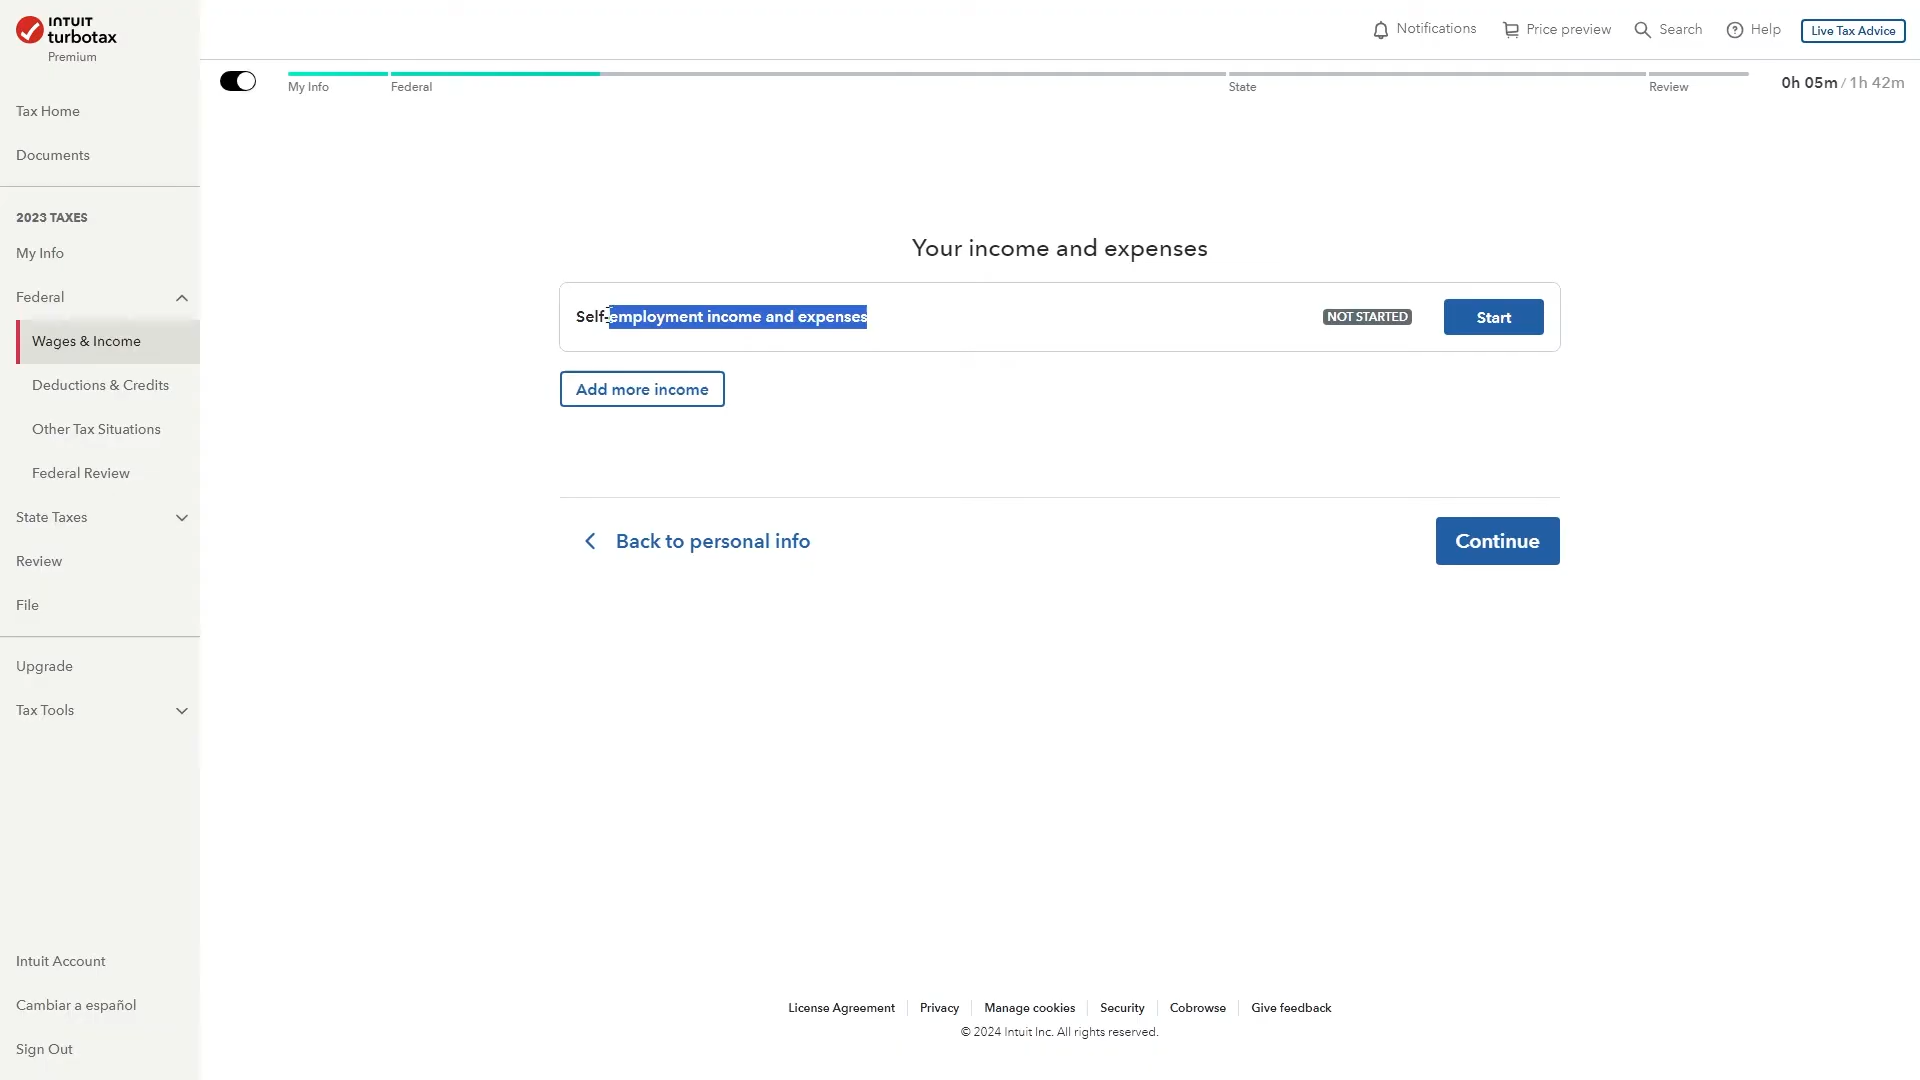 INTUIT
turbotax
Premium
Notifications
Price preview
Search
Help
Live Tax Advice
My Info
Federal
State
Review
0h 05m / 1h 42m
Tax Home
Documents
2023 TAXES
My Info
Federal
Wages & Income
Deductions & Credits
Other Tax Situations
Federal Review
State Taxes
Review
File
Upgrade
Tax Tools
Intuit Account
Cambiar a español
Sign Out
Your income and expenses
Self-employment income and expenses
NOT STARTED
Start
Add more income
Back to personal info
Continue
License Agreement
Privacy
Manage cookies
Security
Cobrowse
Give feedback
© 2024 Intuit Inc. All rights reserved.